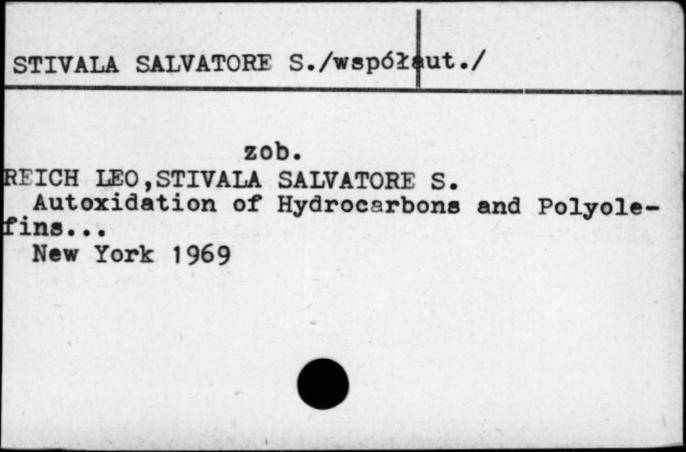 STIVALA SALVATORE S./współaut./
zob.
REICH LEO,STIVALA SALVATORE S.
Autoxidation of Hydrocarbons and Polyole-
fins...
New York 1969